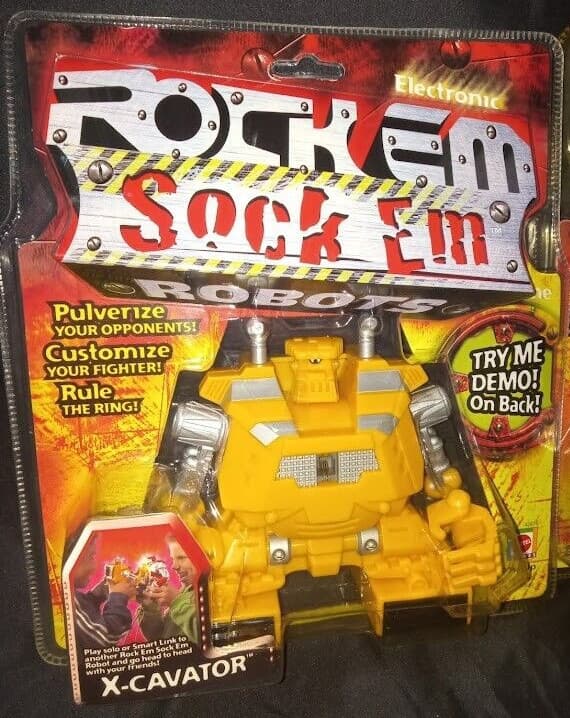 Electronic
ROCK EM
Sock Em™
ROBOTS
Pulverize
YOUR OPPONENTS!
Customize
YOUR FIGHTER!
Rule
THE RING!
TRY ME
DEMO!
On Back!
Play solo or Smart Link to
another Rock Em Sock Em
Robot and go head to head
with your friends!
X-CAVATOR™